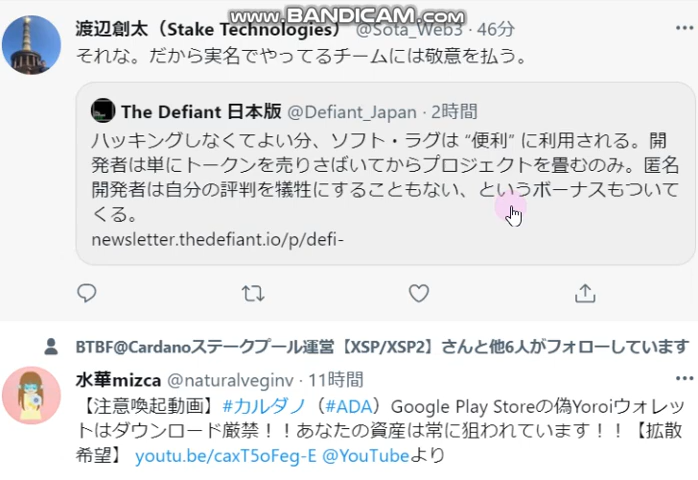 www.BANDICAM.com
渡辺創太（Stake Technologies） @Sota_Web3 · 46分
それな。だから実名でやってるチームには敬意を払う。
The Defiant 日本版 @Defiant_Japan · 2時間
ハッキングしなくてよい分、ソフト・ラグは “便利” に利用される。開
発者は単にトークンを売りさばいてからプロジェクトを畳むのみ。匿名
開発者は自分の評判を犠牲にすることもない、というボーナスもついて
くる。
newsletter.thedefiant.io/p/defi-
BTBF@Cardanoステークプール運営【XSP/XSP2】さんと他6人がフォローしています
水華mizca @naturalveginv · 11時間
【注意喚起動画】#カルダノ（#ADA）Google Play Storeの偽Yoroiウォレッ
トはダウンロード厳禁！！あなたの資産は常に狙われています！！【拡散
希望】 youtu.be/caxT5oFeg-E @YouTubeより